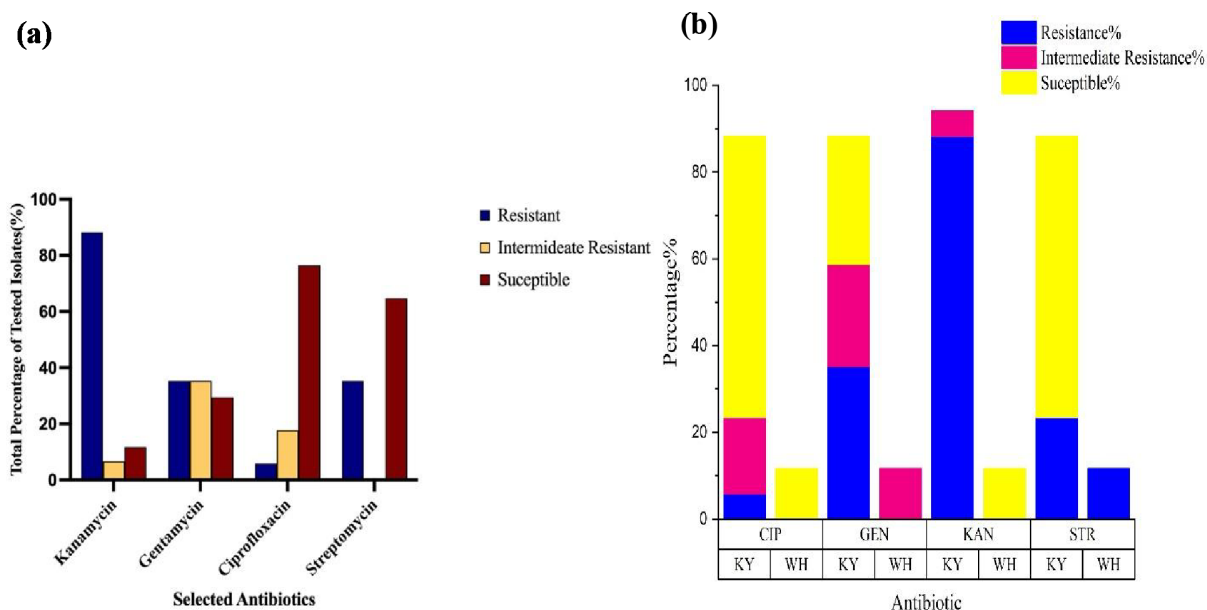 (a)
100
80
60
40
20
0
Total Percentage of Tested Isolates(%)
Kanamycin
Gentamycin
Ciprofloxacin
Streptomycin
Selected Antibiotics
Resistant
Intermideate Resistant
Suceptible
(b)
Resistance%
Intermediate Resistance%
Suceptible%
100
80
60
40
20
0
Percentage%
CIP GEN KAN STR
KY WH KY WH KY WH KY WH
Antibiotic